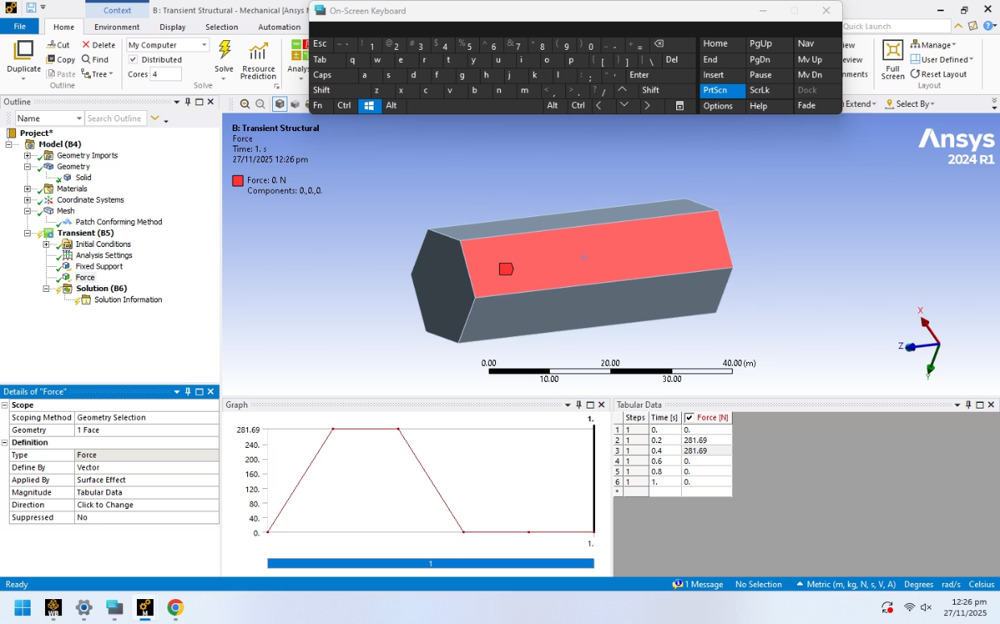 Context
B : Transient Structural - Mechanical [Ansys M
File
Home
Environment
Display
Selection
Automation
Quick Launch
Duplicate
Cut
Copy
Paste
Delete
Find
Tree
Outline
My Computer
Distributed
Cores 4
Solve
Resource
Prediction
Solve
Analys
Full
Screen
Manage
User Defined
Reset Layout
Layout
On-Screen Keyboard
Esc ~ ` ! 1 @ 2 # 3 $ 4 % 5 ^ 6 & 7 * 8 ( 9 ) 0 _ - + = Home PgUp Nav
Tab q w e r t y u i o p { [ } ] | \ Del End PgDn Mv Up
Caps a s d f g h j k l : ; " ' Enter Insert Pause Mv Dn
Shift z x c v b n m < , > . ? / Shift PrtScn ScrLk Dock
Fn Ctrl Alt Alt Ctrl Options Help Fade
Outline
Name
Search Outline
Extend
Select By
Project*
Model (B4)
Geometry Imports
Geometry
Solid
Materials
Coordinate Systems
Mesh
Patch Conforming Method
Transient (B5)
Initial Conditions
Analysis Settings
Fixed Support
Force
Solution (B6)
Solution Information
B: Transient Structural
Force
Time: 1. s
27/11/2025 12:26 pm
Force: 0. N
Components: 0.,0.,0.
Ansys
2024 R1
X
Z
Y
0.00 20.00 40.00 (m)
10.00 30.00
Details of "Force"
Scope
Scoping Method Geometry Selection
Geometry 1 Face
Definition
Type Force
Define By Vector
Applied By Surface Effect
Magnitude Tabular Data
Direction Click to Change
Suppressed No
Graph
1.
281.69
240.
200.
160.
120.
80.
40.
0.
1.
1
Tabular Data
Steps Time [s] Force [N]
1 1 0. 0.
2 1 0.2 281.69
3 1 0.4 281.69
4 1 0.6 0.
5 1 0.8 0.
6 1 1. 0.
*
Ready
1 Message
No Selection
Metric (m, kg, N, s, V, A)
Degrees
rad/s
Celsius
WB
M
12:26 pm
27/11/2025